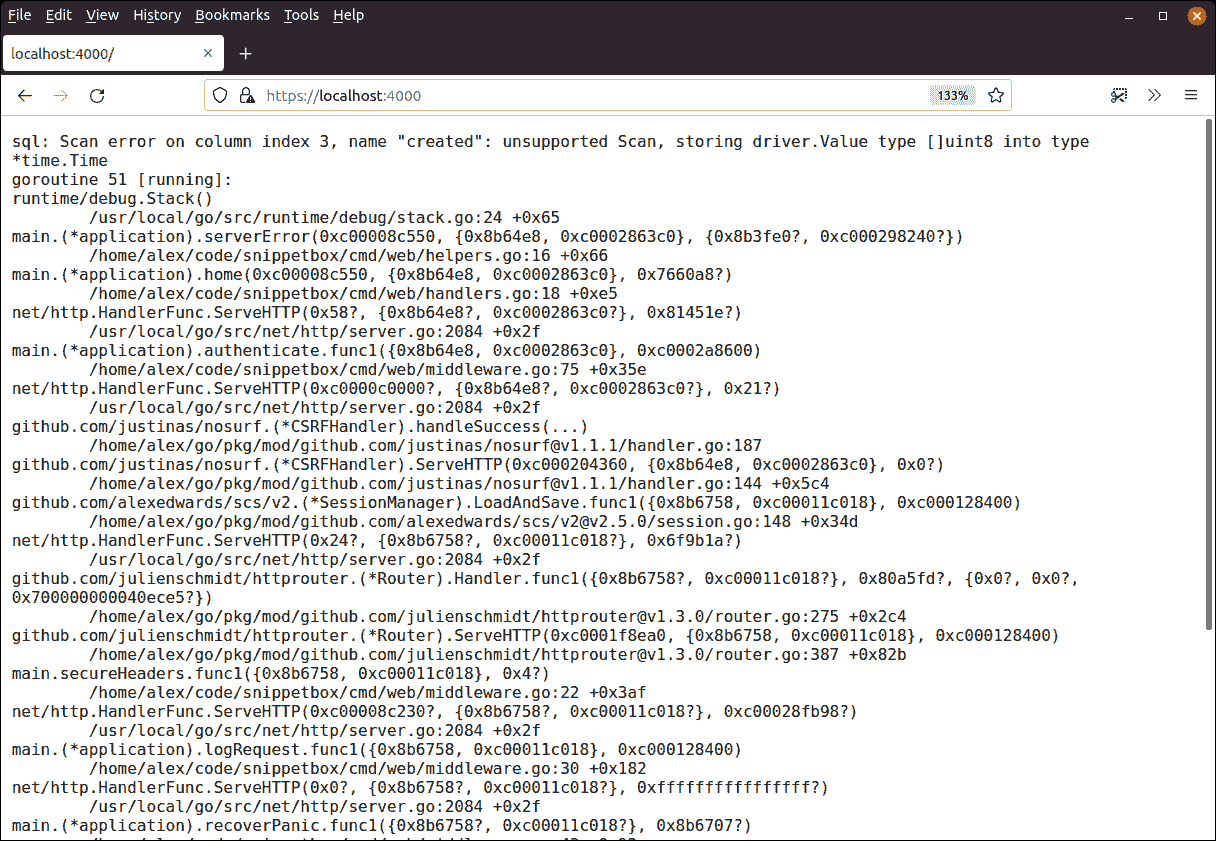 File Edit View History Bookmarks Tools Help
localhost:4000/
https://localhost:4000 133%
sql: Scan error on column index 3, name "created": unsupported Scan, storing driver.Value type []uint8 into type
*time.Time
goroutine 51 [running]:
runtime/debug.Stack()
/usr/local/go/src/runtime/debug/stack.go:24 +0x65
main.(*application).serverError(0xc00008c550, {0x8b64e8, 0xc0002863c0}, {0x8b3fe0?, 0xc000298240?})
/home/alex/code/snippetbox/cmd/web/helpers.go:16 +0x66
main.(*application).home(0xc00008c550, {0x8b64e8, 0xc0002863c0}, 0x7660a8?)
/home/alex/code/snippetbox/cmd/web/handlers.go:18 +0xe5
net/http.HandlerFunc.ServeHTTP(0x58?, {0x8b64e8?, 0xc0002863c0?}, 0x81451e?)
/usr/local/go/src/net/http/server.go:2084 +0x2f
main.(*application).authenticate.func1({0x8b64e8, 0xc0002863c0}, 0xc0002a8600)
/home/alex/code/snippetbox/cmd/web/middleware.go:75 +0x35e
net/http.HandlerFunc.ServeHTTP(0xc0000c0000?, {0x8b64e8?, 0xc0002863c0?}, 0x21?)
/usr/local/go/src/net/http/server.go:2084 +0x2f
github.com/justinas/nosurf.(*CSRFHandler).handleSuccess(...)
/home/alex/go/pkg/mod/github.com/justinas/nosurf@v1.1.1/handler.go:187
github.com/justinas/nosurf.(*CSRFHandler).ServeHTTP(0xc000204360, {0x8b64e8, 0xc0002863c0}, 0x0?)
/home/alex/go/pkg/mod/github.com/justinas/nosurf@v1.1.1/handler.go:144 +0x5c4
github.com/alexedwards/scs/v2.(*SessionManager).LoadAndSave.func1({0x8b6758, 0xc00011c018}, 0xc000128400)
/home/alex/go/pkg/mod/github.com/alexedwards/scs/v2@v2.5.0/session.go:148 +0x34d
net/http.HandlerFunc.ServeHTTP(0x24?, {0x8b6758?, 0xc00011c018?}, 0x6f9b1a?)
/usr/local/go/src/net/http/server.go:2084 +0x2f
github.com/julienschmidt/httprouter.(*Router).Handler.func1({0x8b6758?, 0xc00011c018?}, 0x80a5fd?, {0x0?, 0x0?,
0x700000000040ece5?})
/home/alex/go/pkg/mod/github.com/julienschmidt/httprouter@v1.3.0/router.go:275 +0x2c4
github.com/julienschmidt/httprouter.(*Router).ServeHTTP(0xc0001f8ea0, {0x8b6758, 0xc00011c018}, 0xc000128400)
/home/alex/go/pkg/mod/github.com/julienschmidt/httprouter@v1.3.0/router.go:387 +0x82b
main.secureHeaders.func1({0x8b6758, 0xc00011c018}, 0x4?)
/home/alex/code/snippetbox/cmd/web/middleware.go:22 +0x3af
net/http.HandlerFunc.ServeHTTP(0xc00008c230?, {0x8b6758?, 0xc00011c018?}, 0xc00028fb98?)
/usr/local/go/src/net/http/server.go:2084 +0x2f
main.(*application).logRequest.func1({0x8b6758, 0xc00011c018}, 0xc000128400)
/home/alex/code/snippetbox/cmd/web/middleware.go:30 +0x182
net/http.HandlerFunc.ServeHTTP(0x0?, {0x8b6758?, 0xc00011c018?}, 0xffffffffffffffff?)
/usr/local/go/src/net/http/server.go:2084 +0x2f
main.(*application).recoverPanic.func1({0x8b6758?, 0xc00011c018?}, 0x8b6707?)